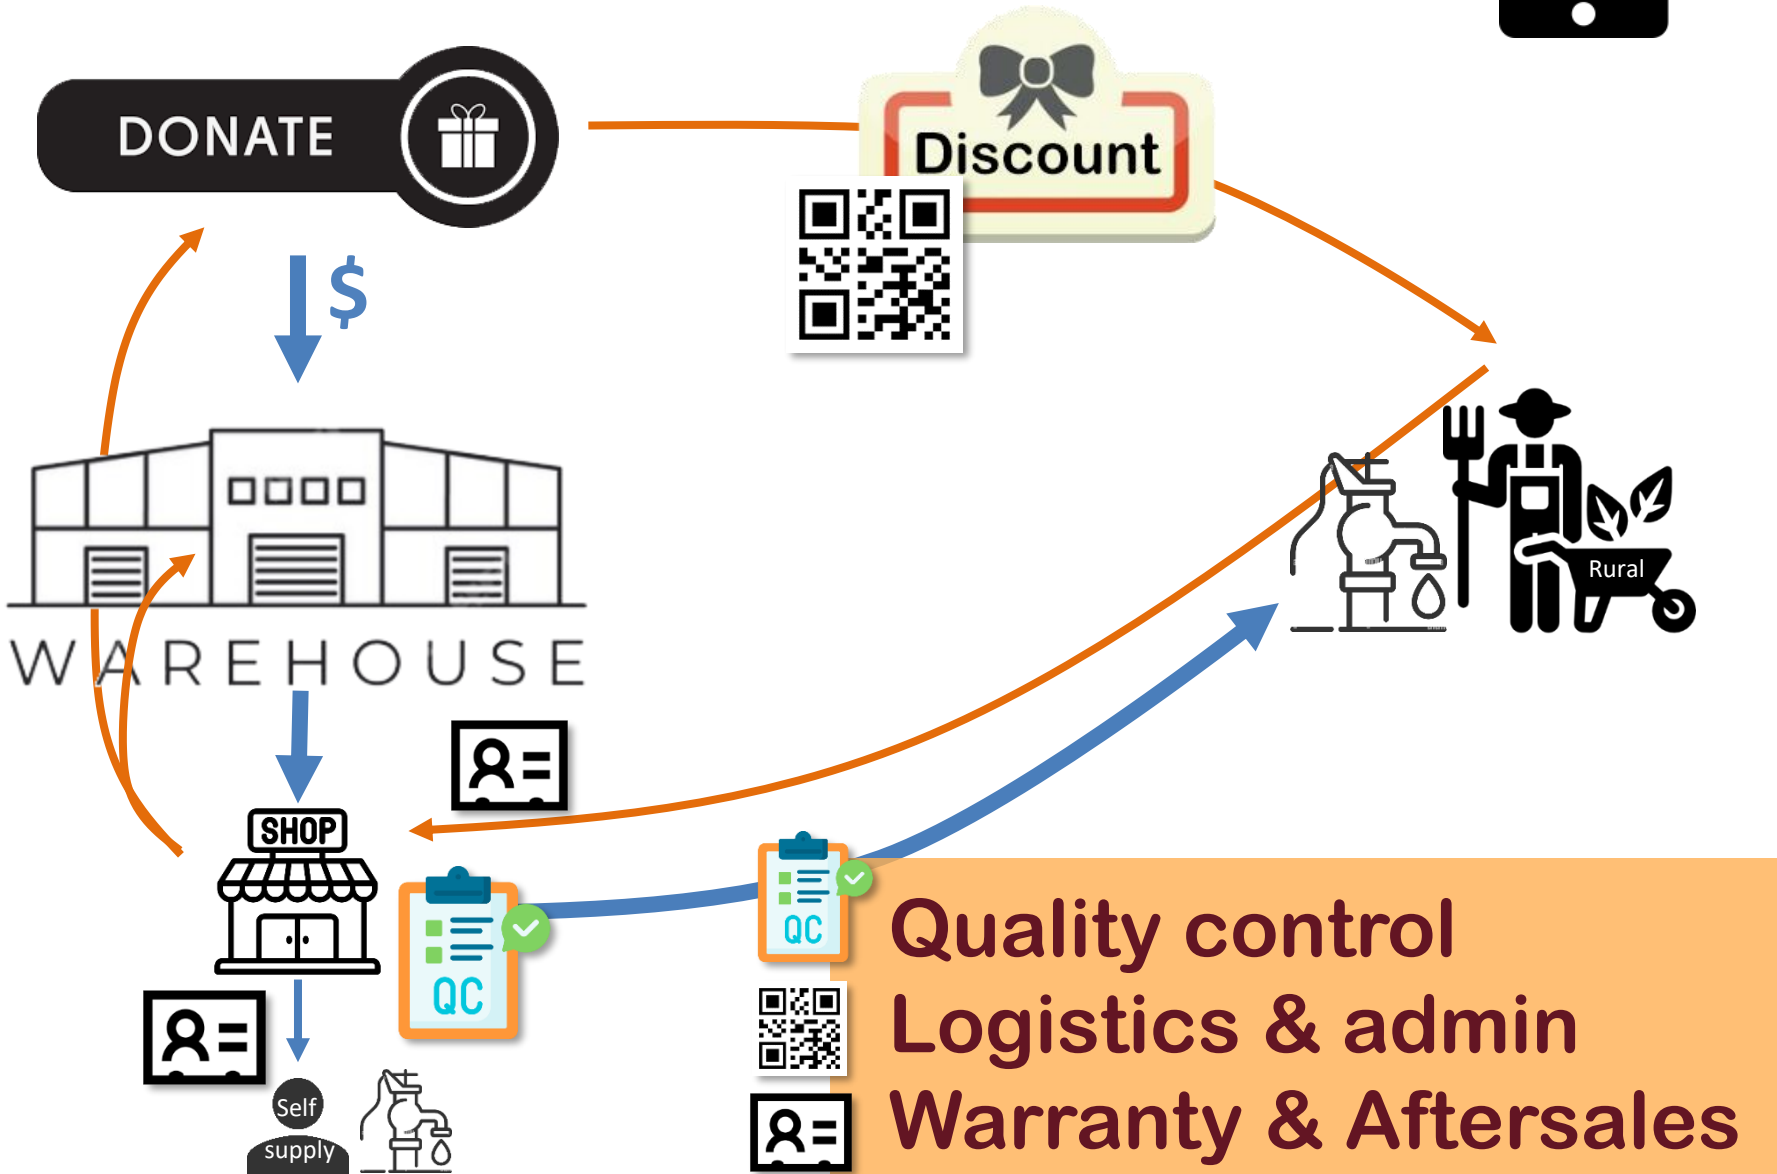 DONATE
Discount
$
Rural
WAREHOUSE
SHOP
QC
QC
Quality control
Logistics & admin
Warranty & Aftersales
Self
supply